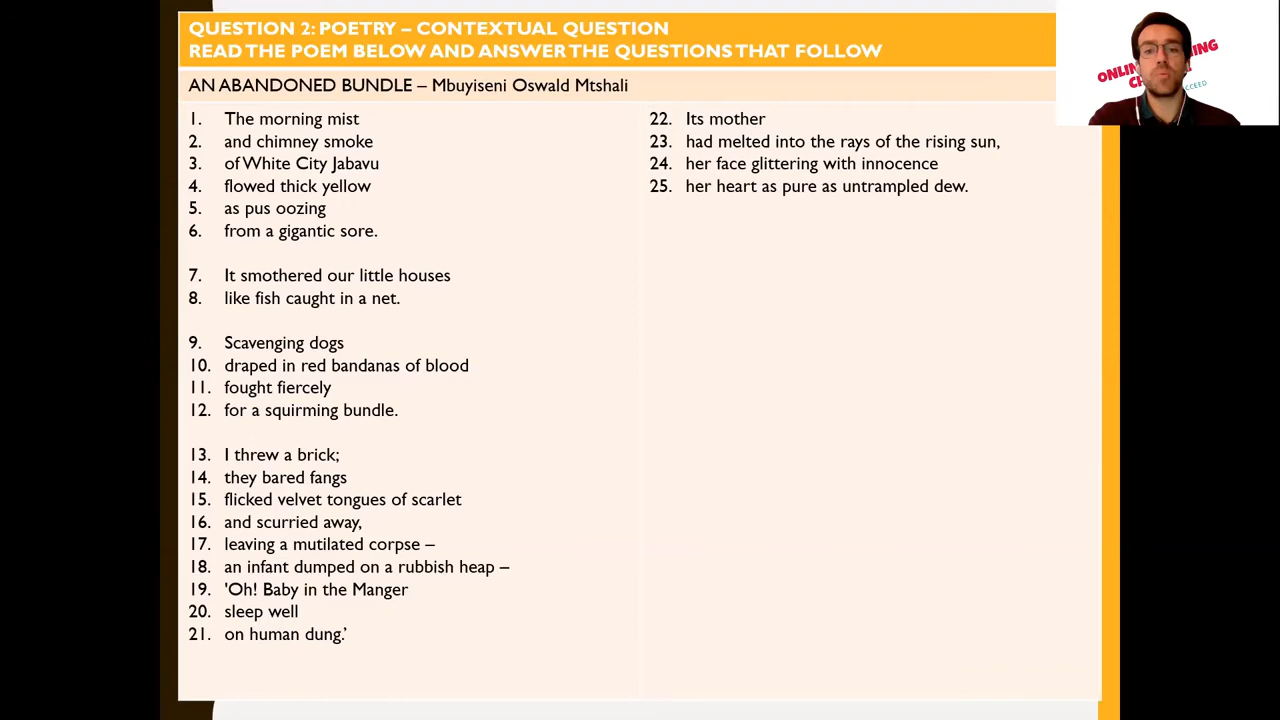 QUESTION 2: POETRY – CONTEXTUAL QUESTION
READ THE POEM BELOW AND ANSWER THE QUESTIONS THAT FOLLOW
AN ABANDONED BUNDLE – Mbuyiseni Oswald Mtshali
1. The morning mist
2. and chimney smoke
3. of White City Jabavu
4. flowed thick yellow
5. as pus oozing
6. from a gigantic sore.
7. It smothered our little houses
8. like fish caught in a net.
9. Scavenging dogs
10. draped in red bandanas of blood
11. fought fiercely
12. for a squirming bundle.
13. I threw a brick;
14. they bared fangs
15. flicked velvet tongues of scarlet
16. and scurried away,
17. leaving a mutilated corpse –
18. an infant dumped on a rubbish heap –
19. 'Oh! Baby in the Manger
20. sleep well
21. on human dung.’
22. Its mother
23. had melted into the rays of the rising sun,
24. her face glittering with innocence
25. her heart as pure as untrampled dew.